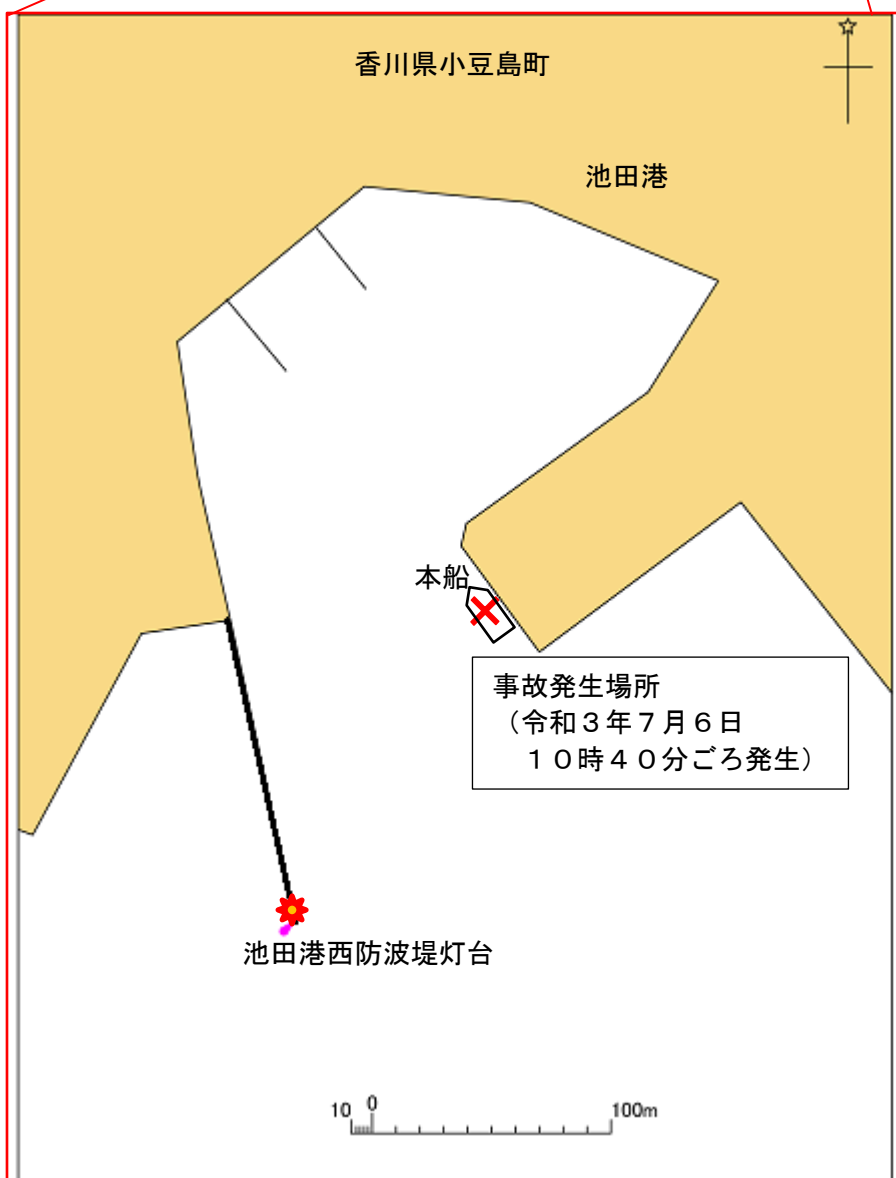 香川県小豆島町
池田港
本船
事故発生場所
（令和３年７月６日
１０時４０分ごろ発生）
池田港西防波堤灯台
10 0 100m